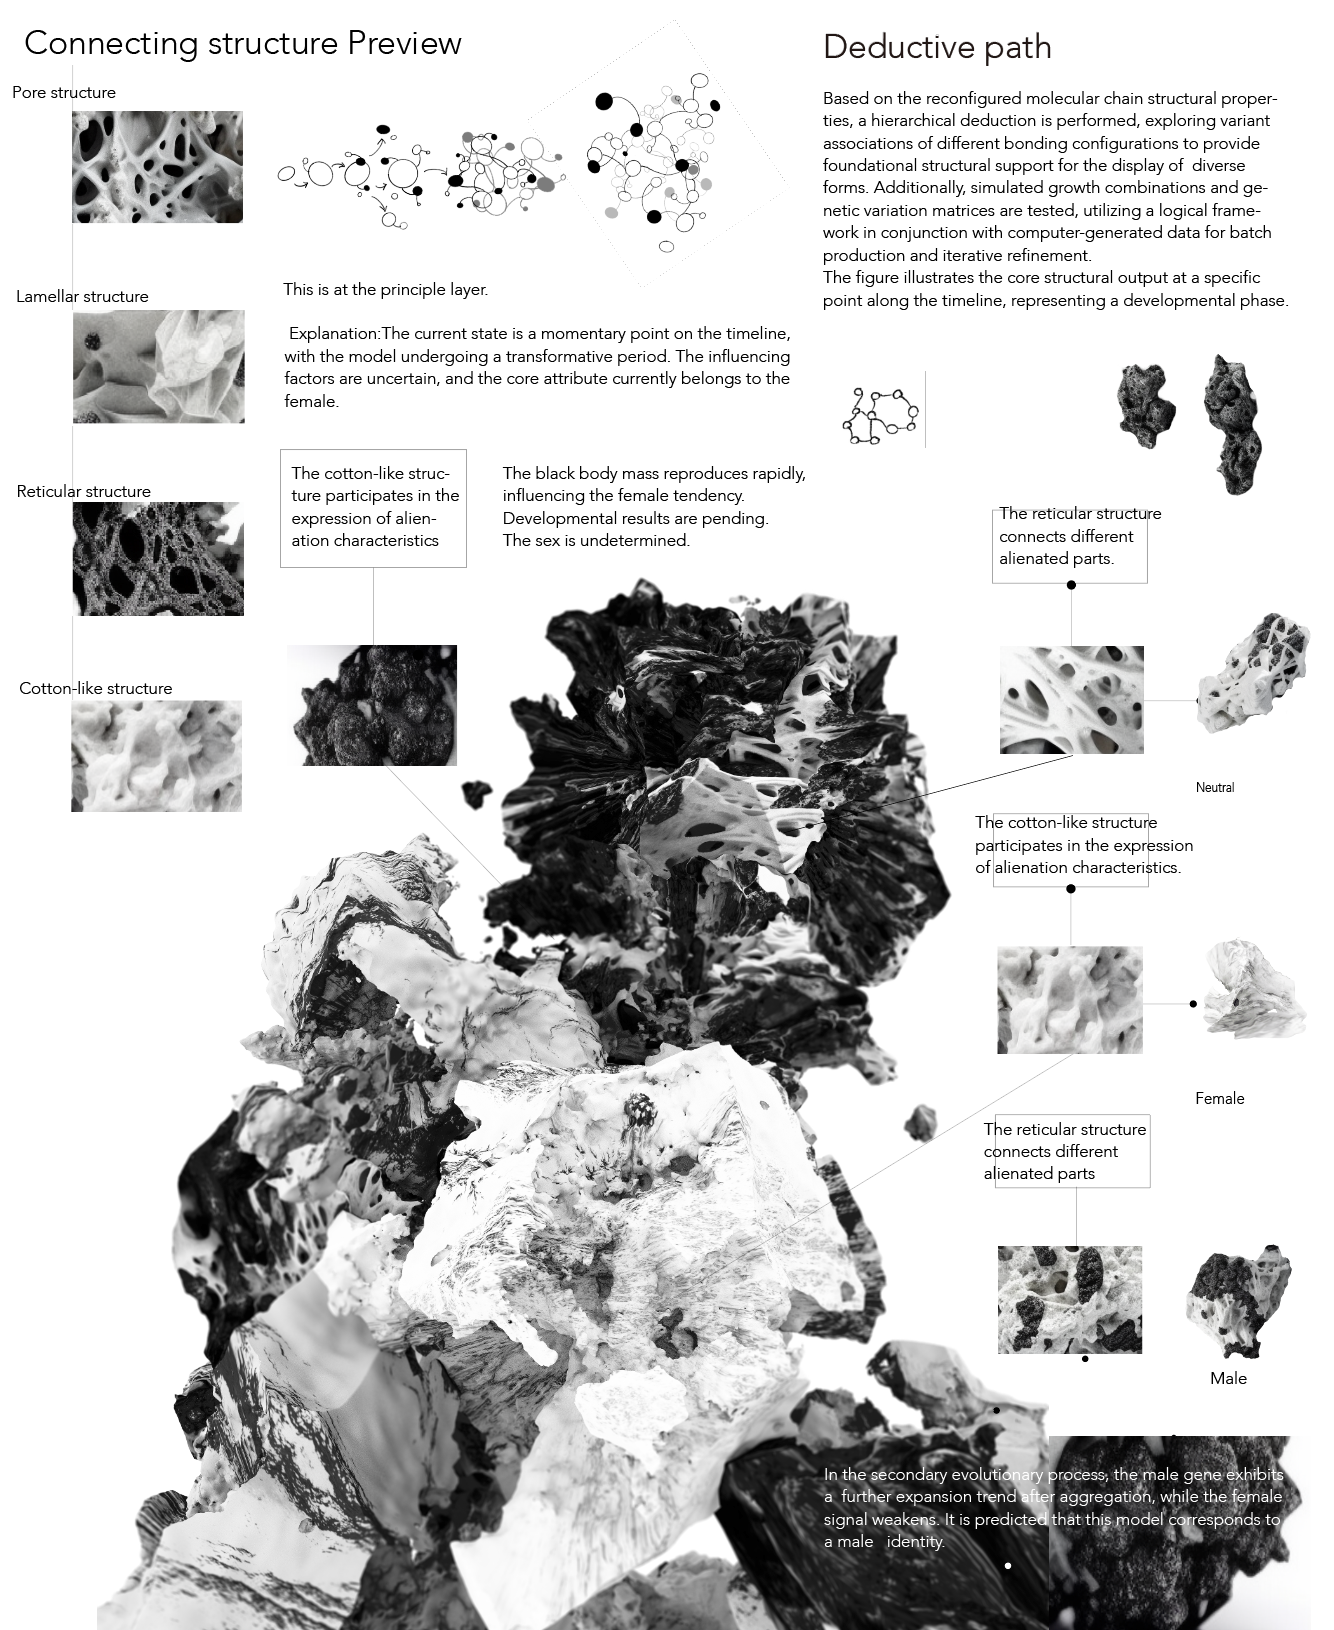 Connecting structure Preview
Pore structure
Lamellar structure
Reticular structure
Cotton-like structure
This is at the principle layer.
Explanation:The current state is a momentary point on the timeline,
with the model undergoing a transformative period. The influencing
factors are uncertain, and the core attribute currently belongs to the
female.
The cotton-like struc-
ture participates in the
expression of alien-
ation characteristics
The black body mass reproduces rapidly,
influencing the female tendency.
Developmental results are pending.
The sex is undetermined.
Deductive path
Based on the reconfigured molecular chain structural proper-
ties, a hierarchical deduction is performed, exploring variant
associations of different bonding configurations to provide
foundational structural support for the display of  diverse
forms. Additionally, simulated growth combinations and ge-
netic variation matrices are tested, utilizing a logical frame-
work in conjunction with computer-generated data for batch
production and iterative refinement.
The figure illustrates the core structural output at a specific
point along the timeline, representing a developmental phase.
The reticular structure
connects different
alienated parts.
Neutral
The cotton-like structure
participates in the expression
of alienation characteristics.
Female
The reticular structure
connects different
alienated parts
Male
In the secondary evolutionary process, the male gene exhibits
a  further expansion trend after aggregation, while the female
signal weakens. It is predicted that this model corresponds to
a male   identity.